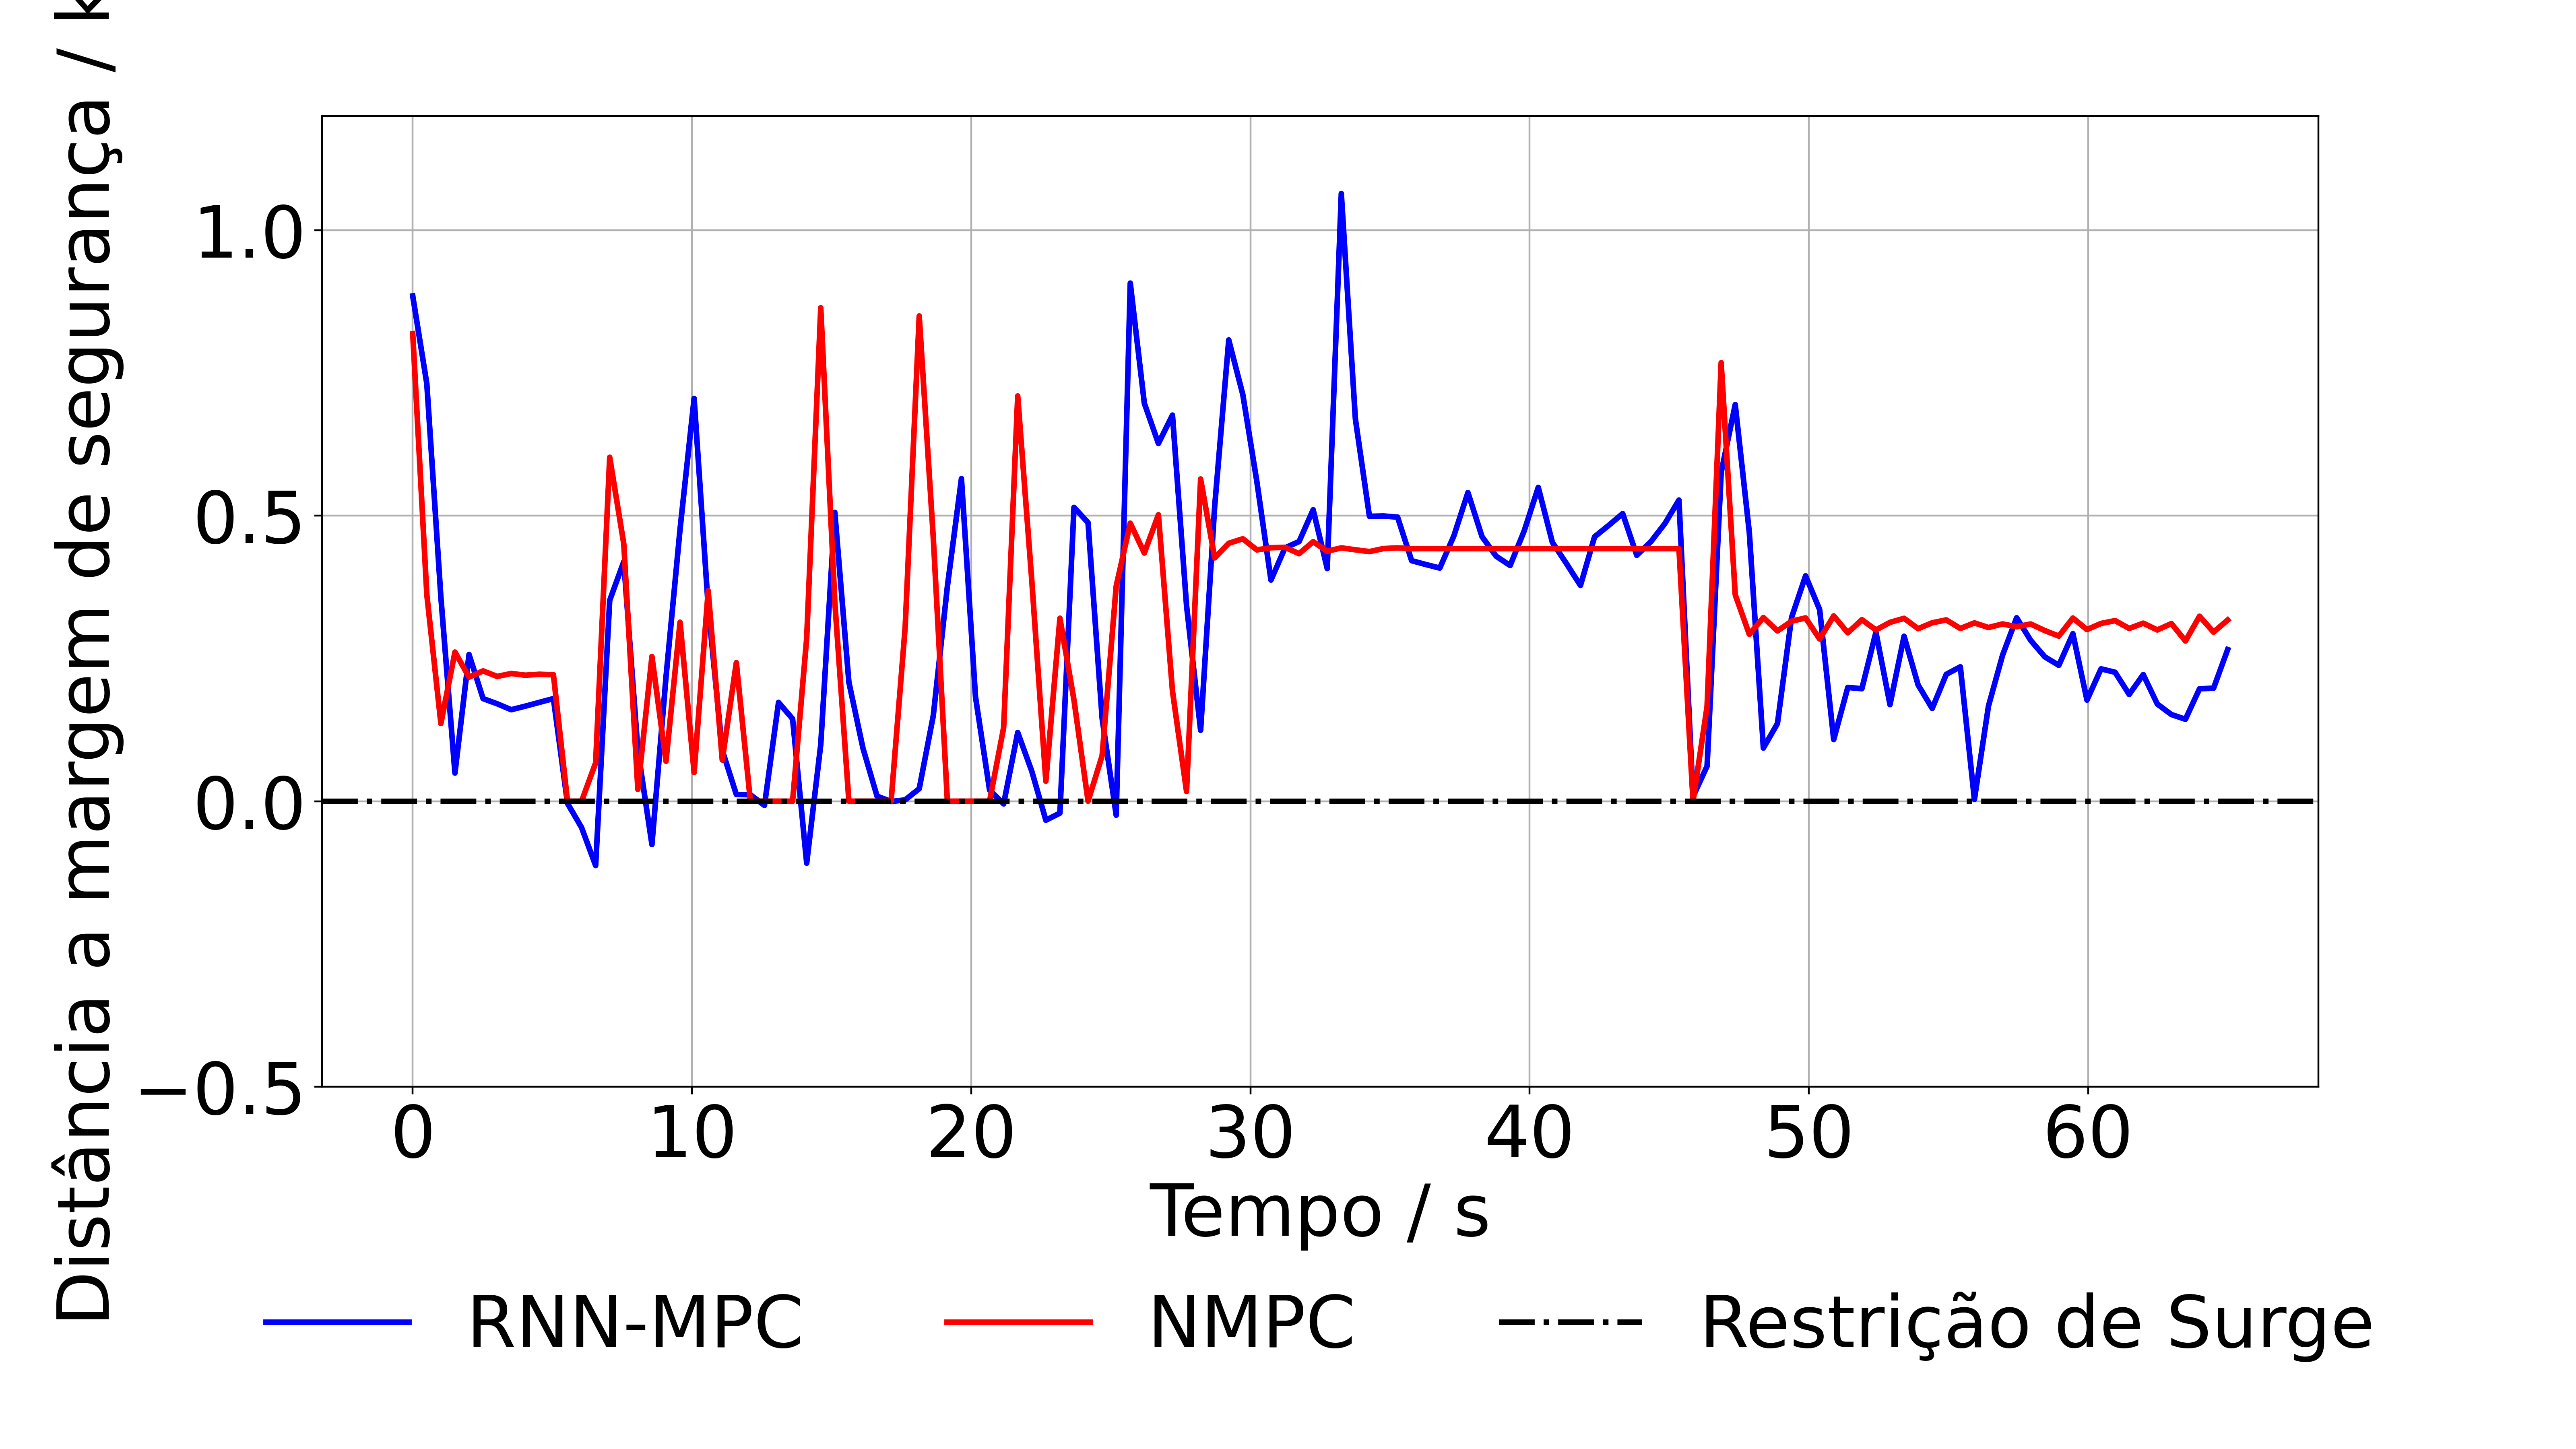 Distância a margem de segurança / k
1.0
0.5
0.0
−0.5
0 10 20 30 40 50 60
Tempo / s
RNN-MPC NMPC Restrição de Surge